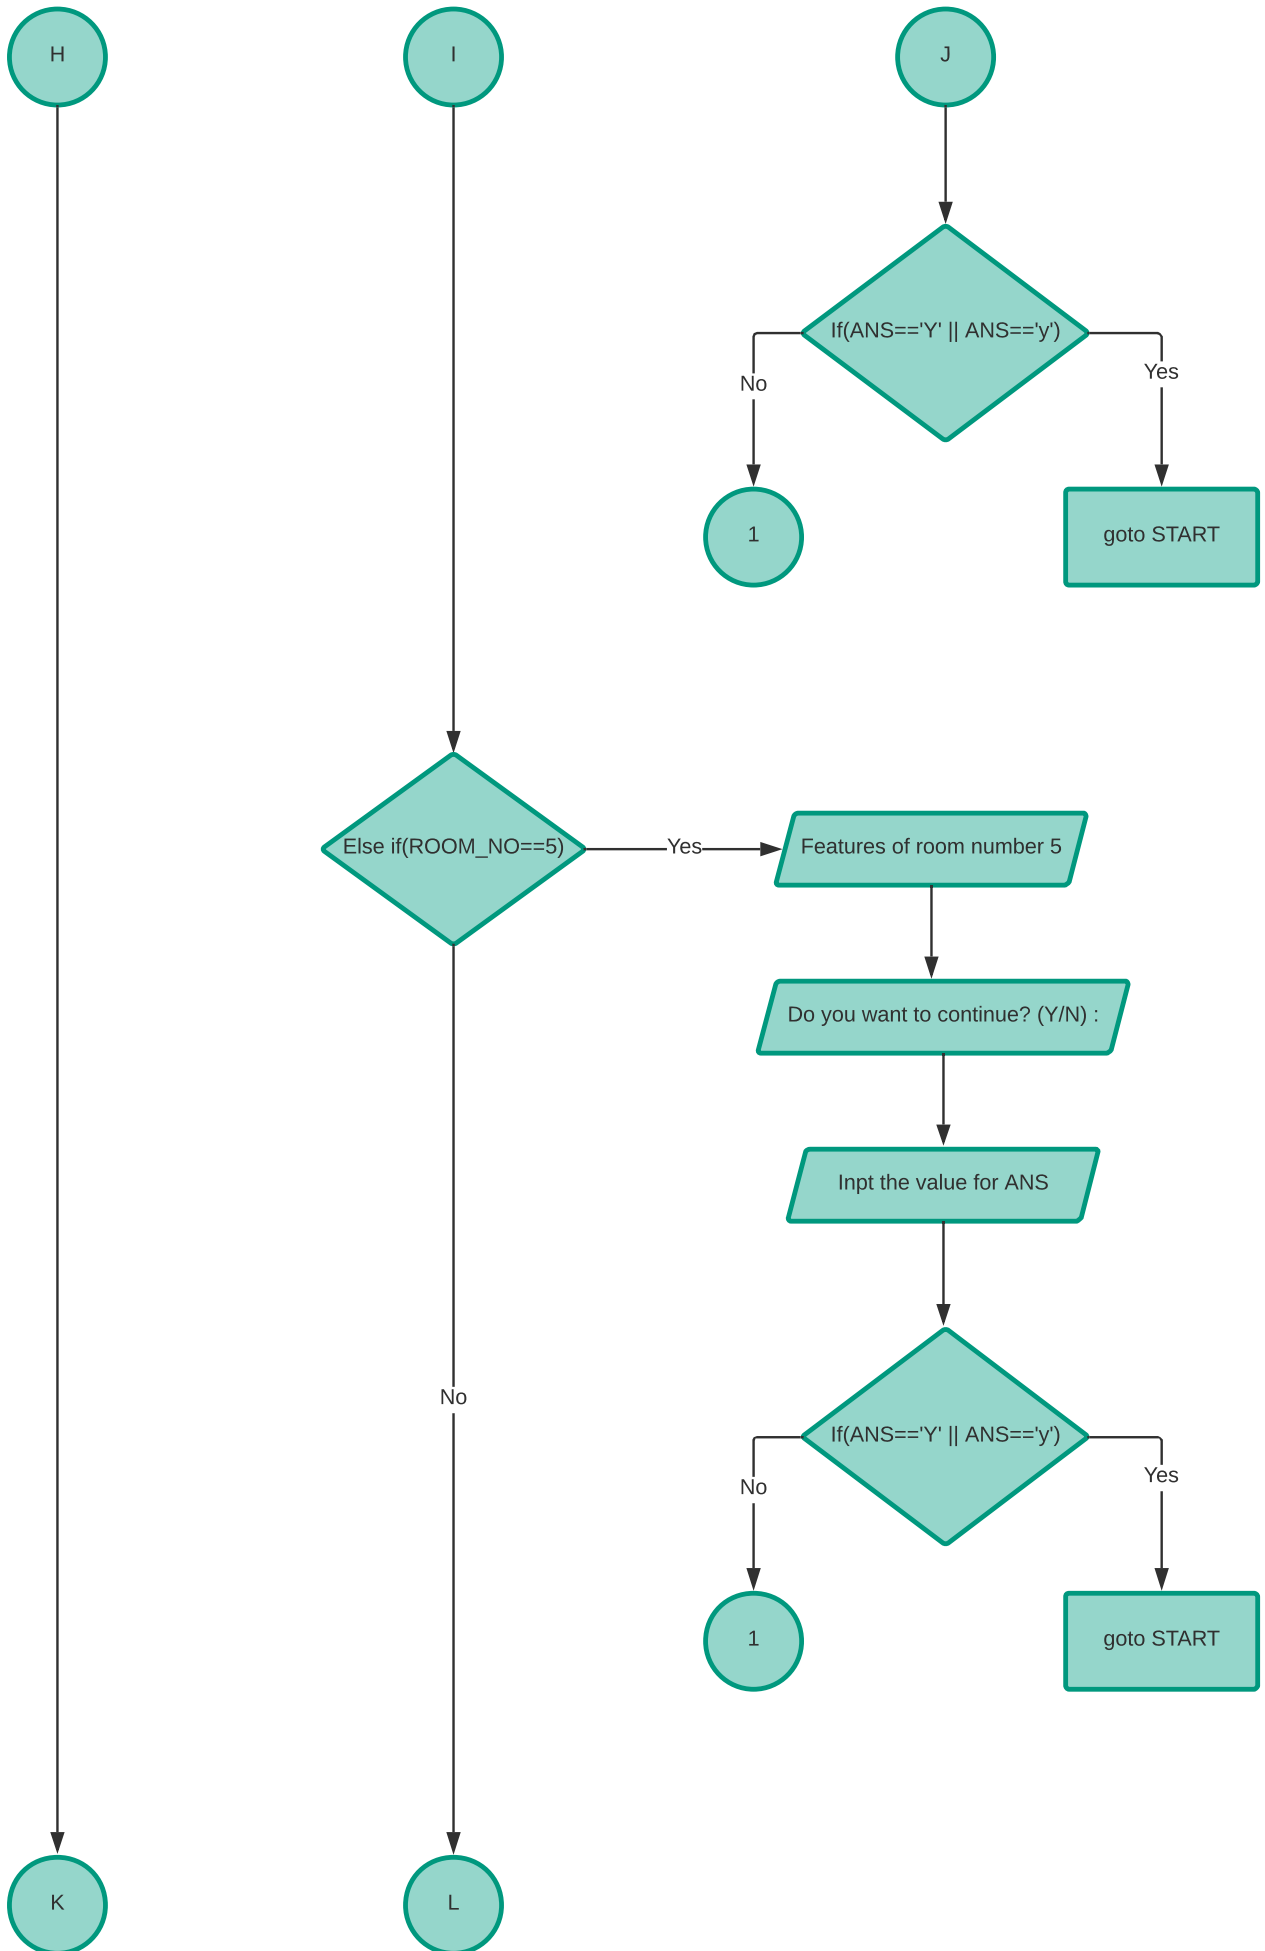 H
I
J
If(ANS=='Y' || ANS=='y')
No
Yes
1
goto START
Else if(ROOM_NO==5)
Yes
Features of room number 5
Do you want to continue? (Y/N) :
Inpt the value for ANS
No
If(ANS=='Y' || ANS=='y')
No
Yes
1
goto START
K
L